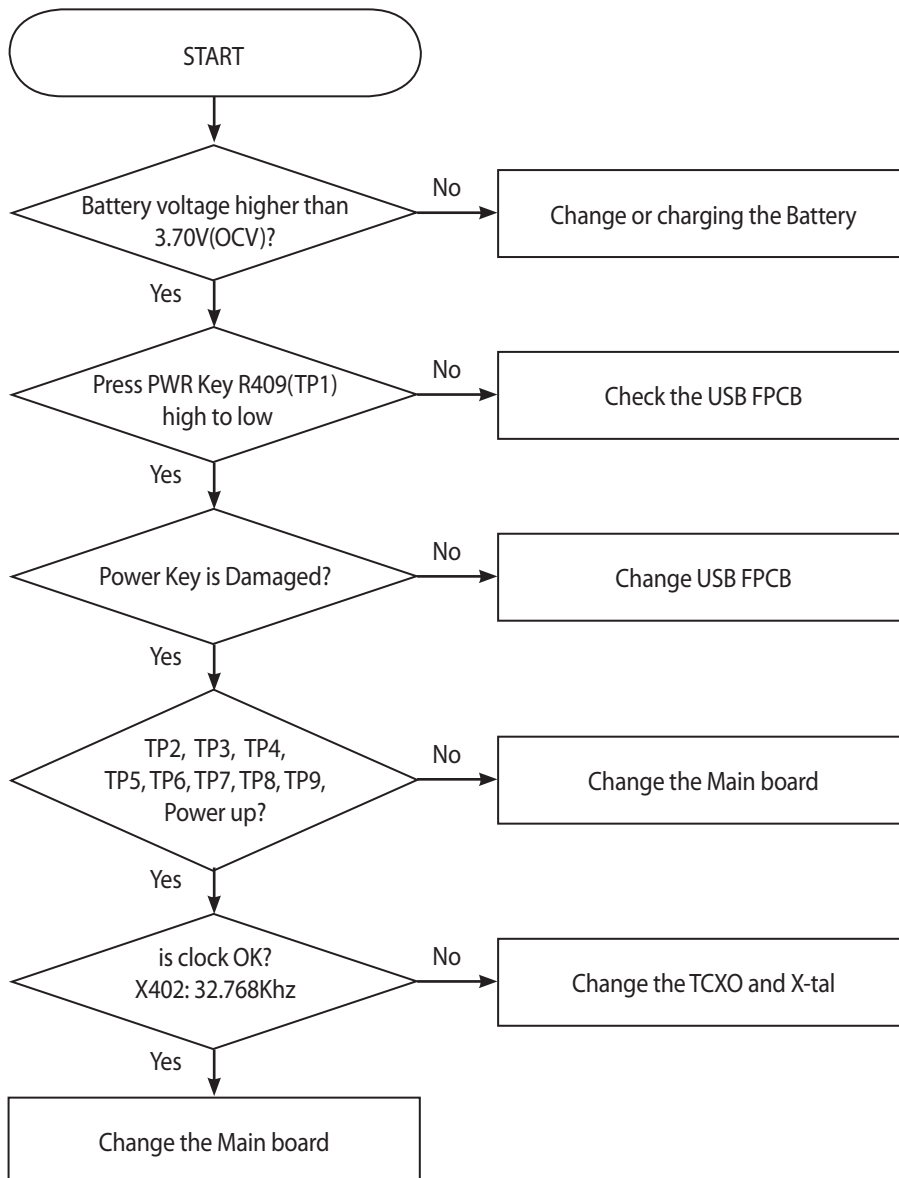 START
Battery voltage higher than
3.70V(OCV)?
No
Change or charging the Battery
Yes
Press PWR Key R409(TP1)
high to low
No
Check the USB FPCB
Yes
Power Key is Damaged?
No
Change USB FPCB
Yes
TP2, TP3, TP4,
TP5, TP6, TP7, TP8, TP9,
Power up?
No
Change the Main board
Yes
is clock OK?
X402: 32.768Khz
No
Change the TCXO and X-tal
Yes
Change the Main board